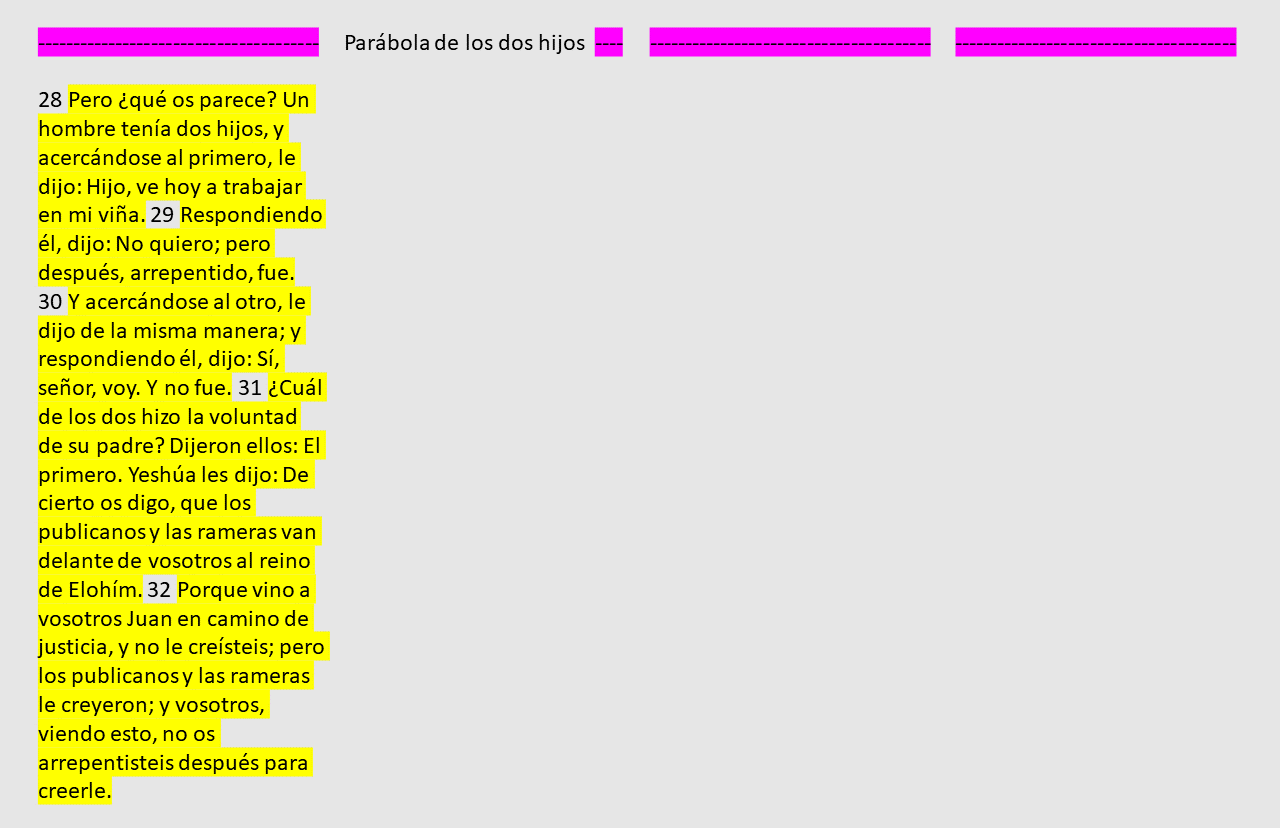 ---------------------------------------- Parábola de los dos hijos ---- ---------------------------------------- ----------------------------------------
28 Pero ¿qué os parece? Un
hombre tenía dos hijos, y
acercándose al primero, le
dijo: Hijo, ve hoy a trabajar
en mi viña. 29 Respondiendo
él, dijo: No quiero; pero
después, arrepentido, fue.
30 Y acercándose al otro, le
dijo de la misma manera; y
respondiendo él, dijo: Sí,
señor, voy. Y no fue. 31 ¿Cuál
de los dos hizo la voluntad
de su padre? Dijeron ellos: El
primero. Yeshúa les dijo: De
cierto os digo, que los
publicanos y las rameras van
delante de vosotros al reino
de Elohím. 32 Porque vino a
vosotros Juan en camino de
justicia, y no le creísteis; pero
los publicanos y las rameras
le creyeron; y vosotros,
viendo esto, no os
arrepentisteis después para
creerle.